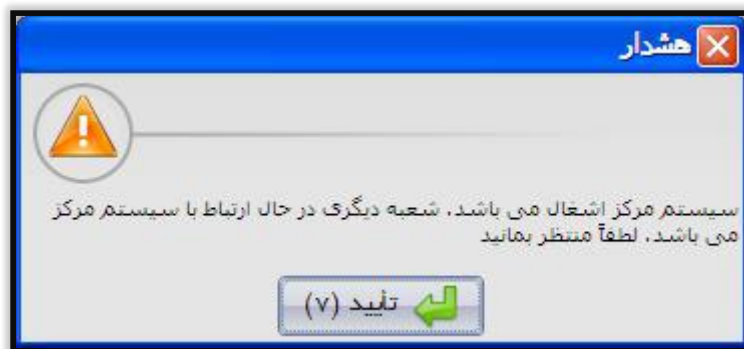 هشدار
سیستم مرکز اشغال می باشد، شعبه دیگری در حال ارتباط با سیستم مرکز
می باشد، لطفاً منتظر بمانید
تأیید (۷)